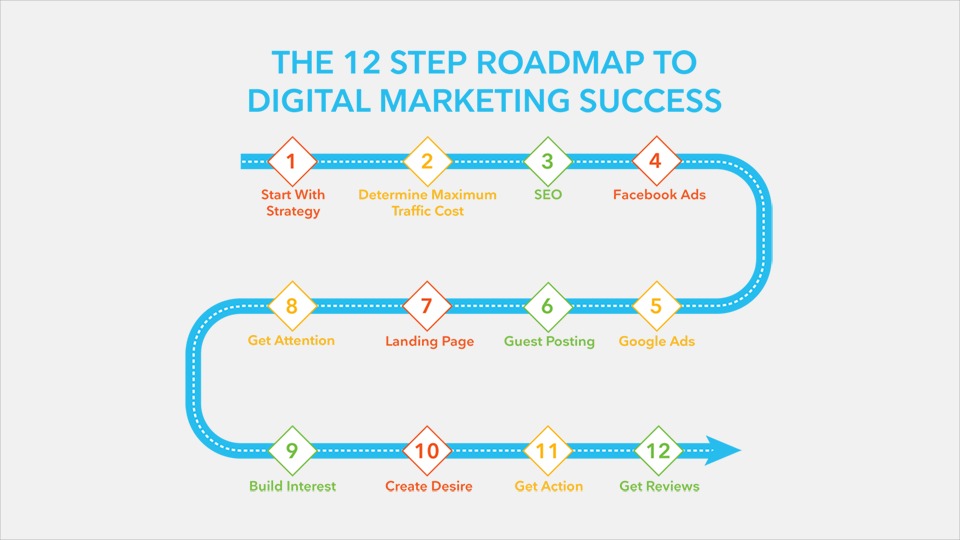 THE 12 STEP ROADMAP TO
DIGITAL MARKETING SUCCESS
1
Start With
Strategy
2
Determine Maximum
Traffic Cost
3
SEO
4
Facebook Ads
5
Google Ads
6
Guest Posting
7
Landing Page
8
Get Attention
9
Build Interest
10
Create Desire
11
Get Action
12
Get Reviews